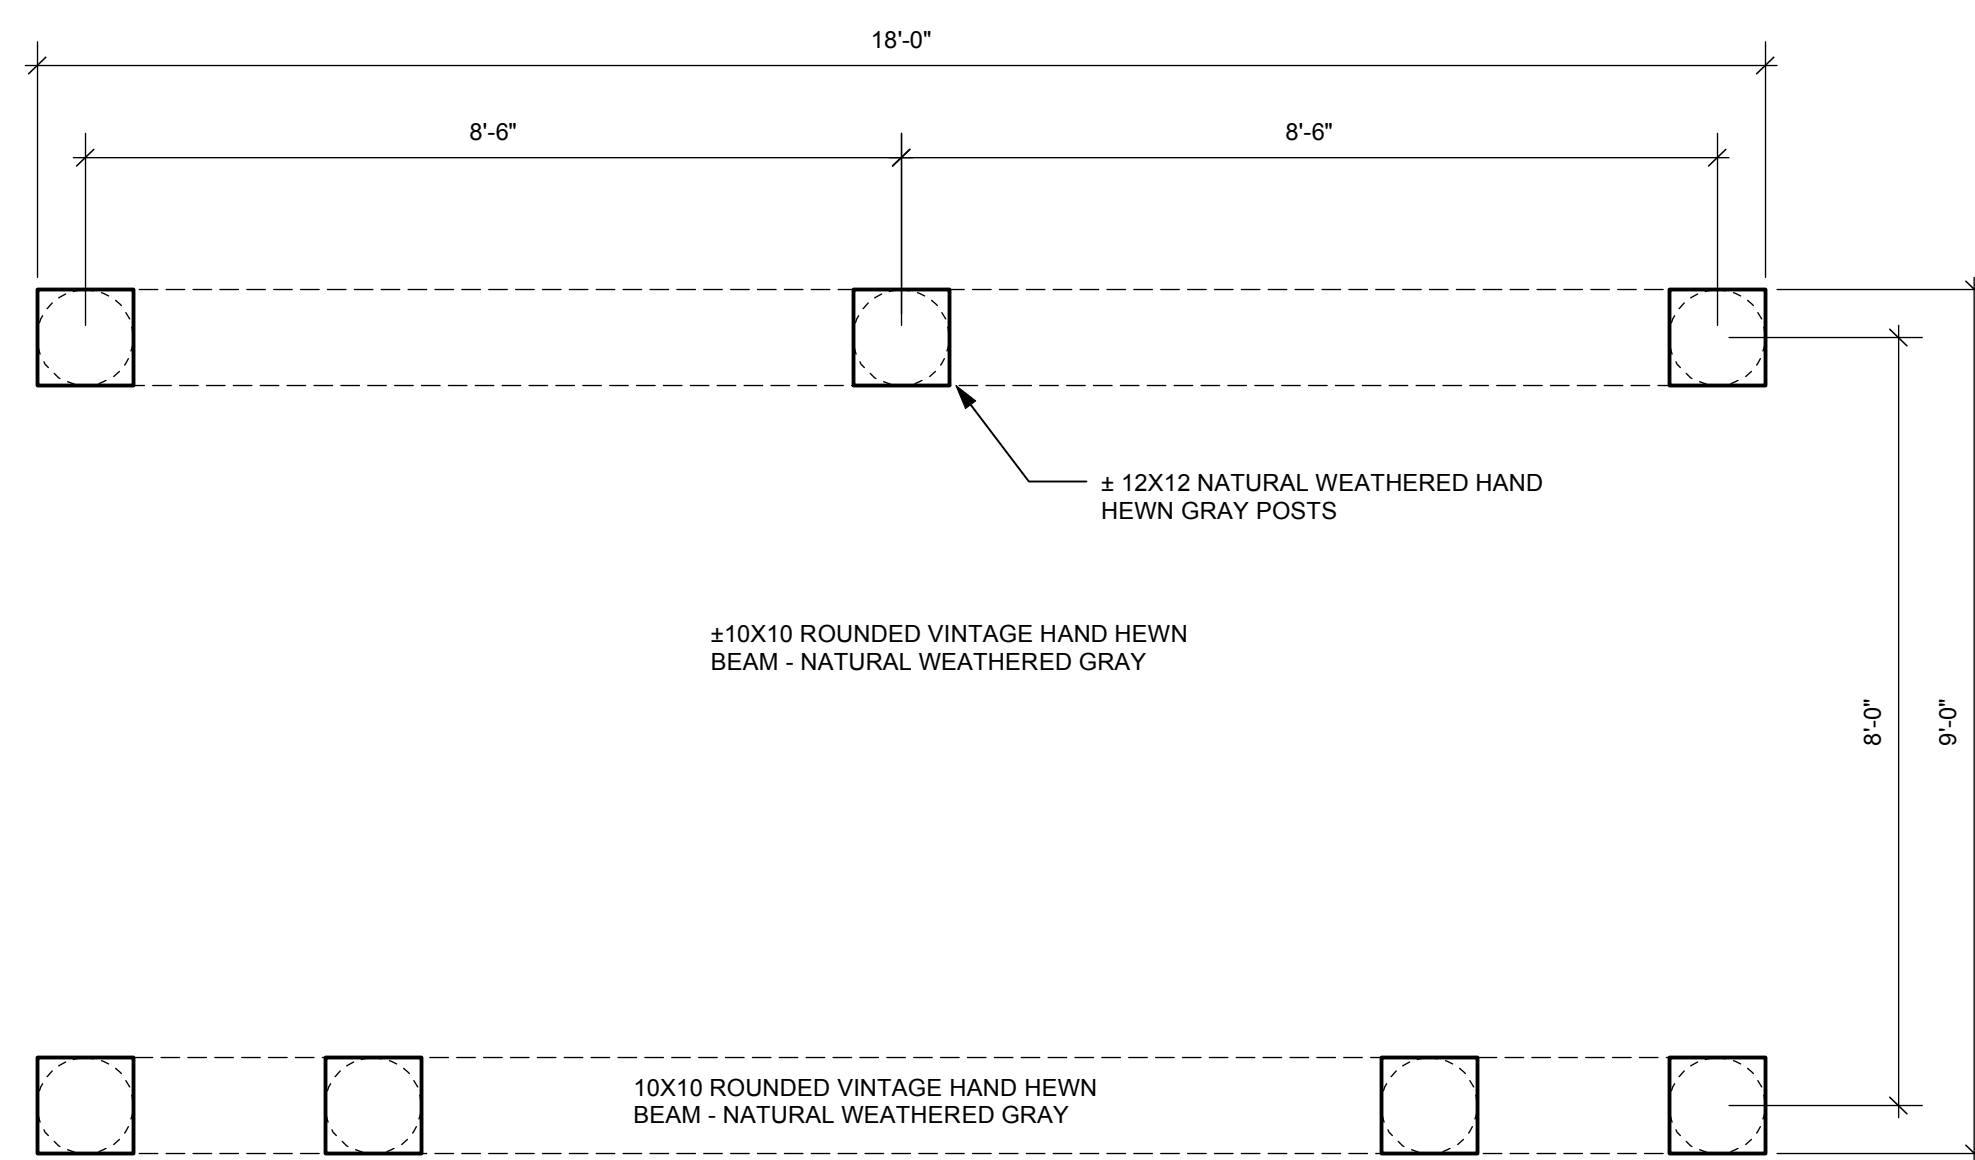 18'-0"
8'-6"
8'-6"
± 12X12 NATURAL WEATHERED HAND
HEWN GRAY POSTS
±10X10 ROUNDED VINTAGE HAND HEWN
BEAM - NATURAL WEATHERED GRAY
8'-0"
9'-0"
10X10 ROUNDED VINTAGE HAND HEWN
BEAM - NATURAL WEATHERED GRAY